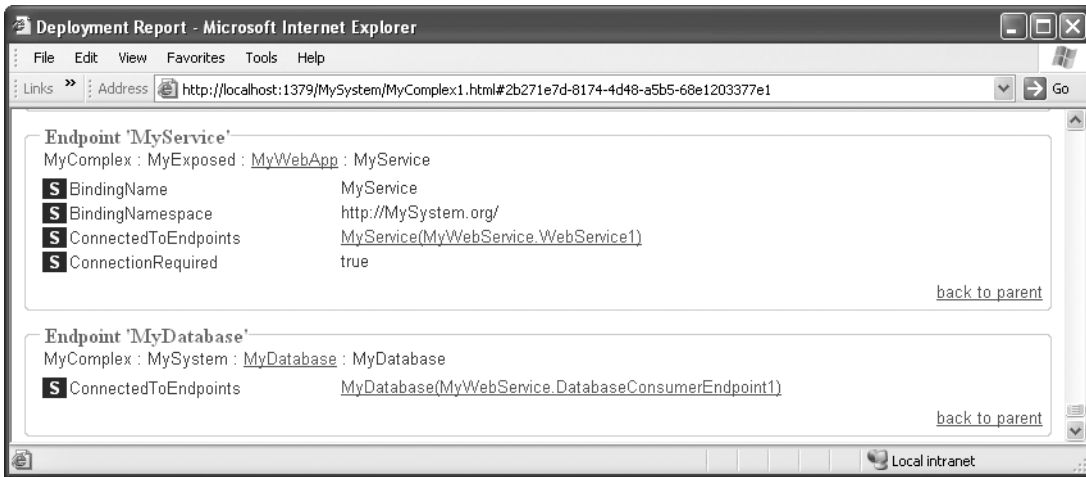 Deployment Report - Microsoft Internet Explorer
File Edit View Favorites Tools Help
Links » Address http://localhost:1379/MySystem/MyComplex1.html#2b271e7d-8174-4d48-a5b5-68e1203377e1 Go
Endpoint 'MyService'
MyComplex : MyExposed : MyWebApp : MyService
S BindingName MyService
S BindingNamespace http://MySystem.org/
S ConnectedToEndpoints MyService(MyWebService.WebService1)
S ConnectionRequired true
back to parent
Endpoint 'MyDatabase'
MyComplex : MySystem : MyDatabase : MyDatabase
S ConnectedToEndpoints MyDatabase(MyWebService.DatabaseConsumerEndpoint1)
back to parent
Local intranet